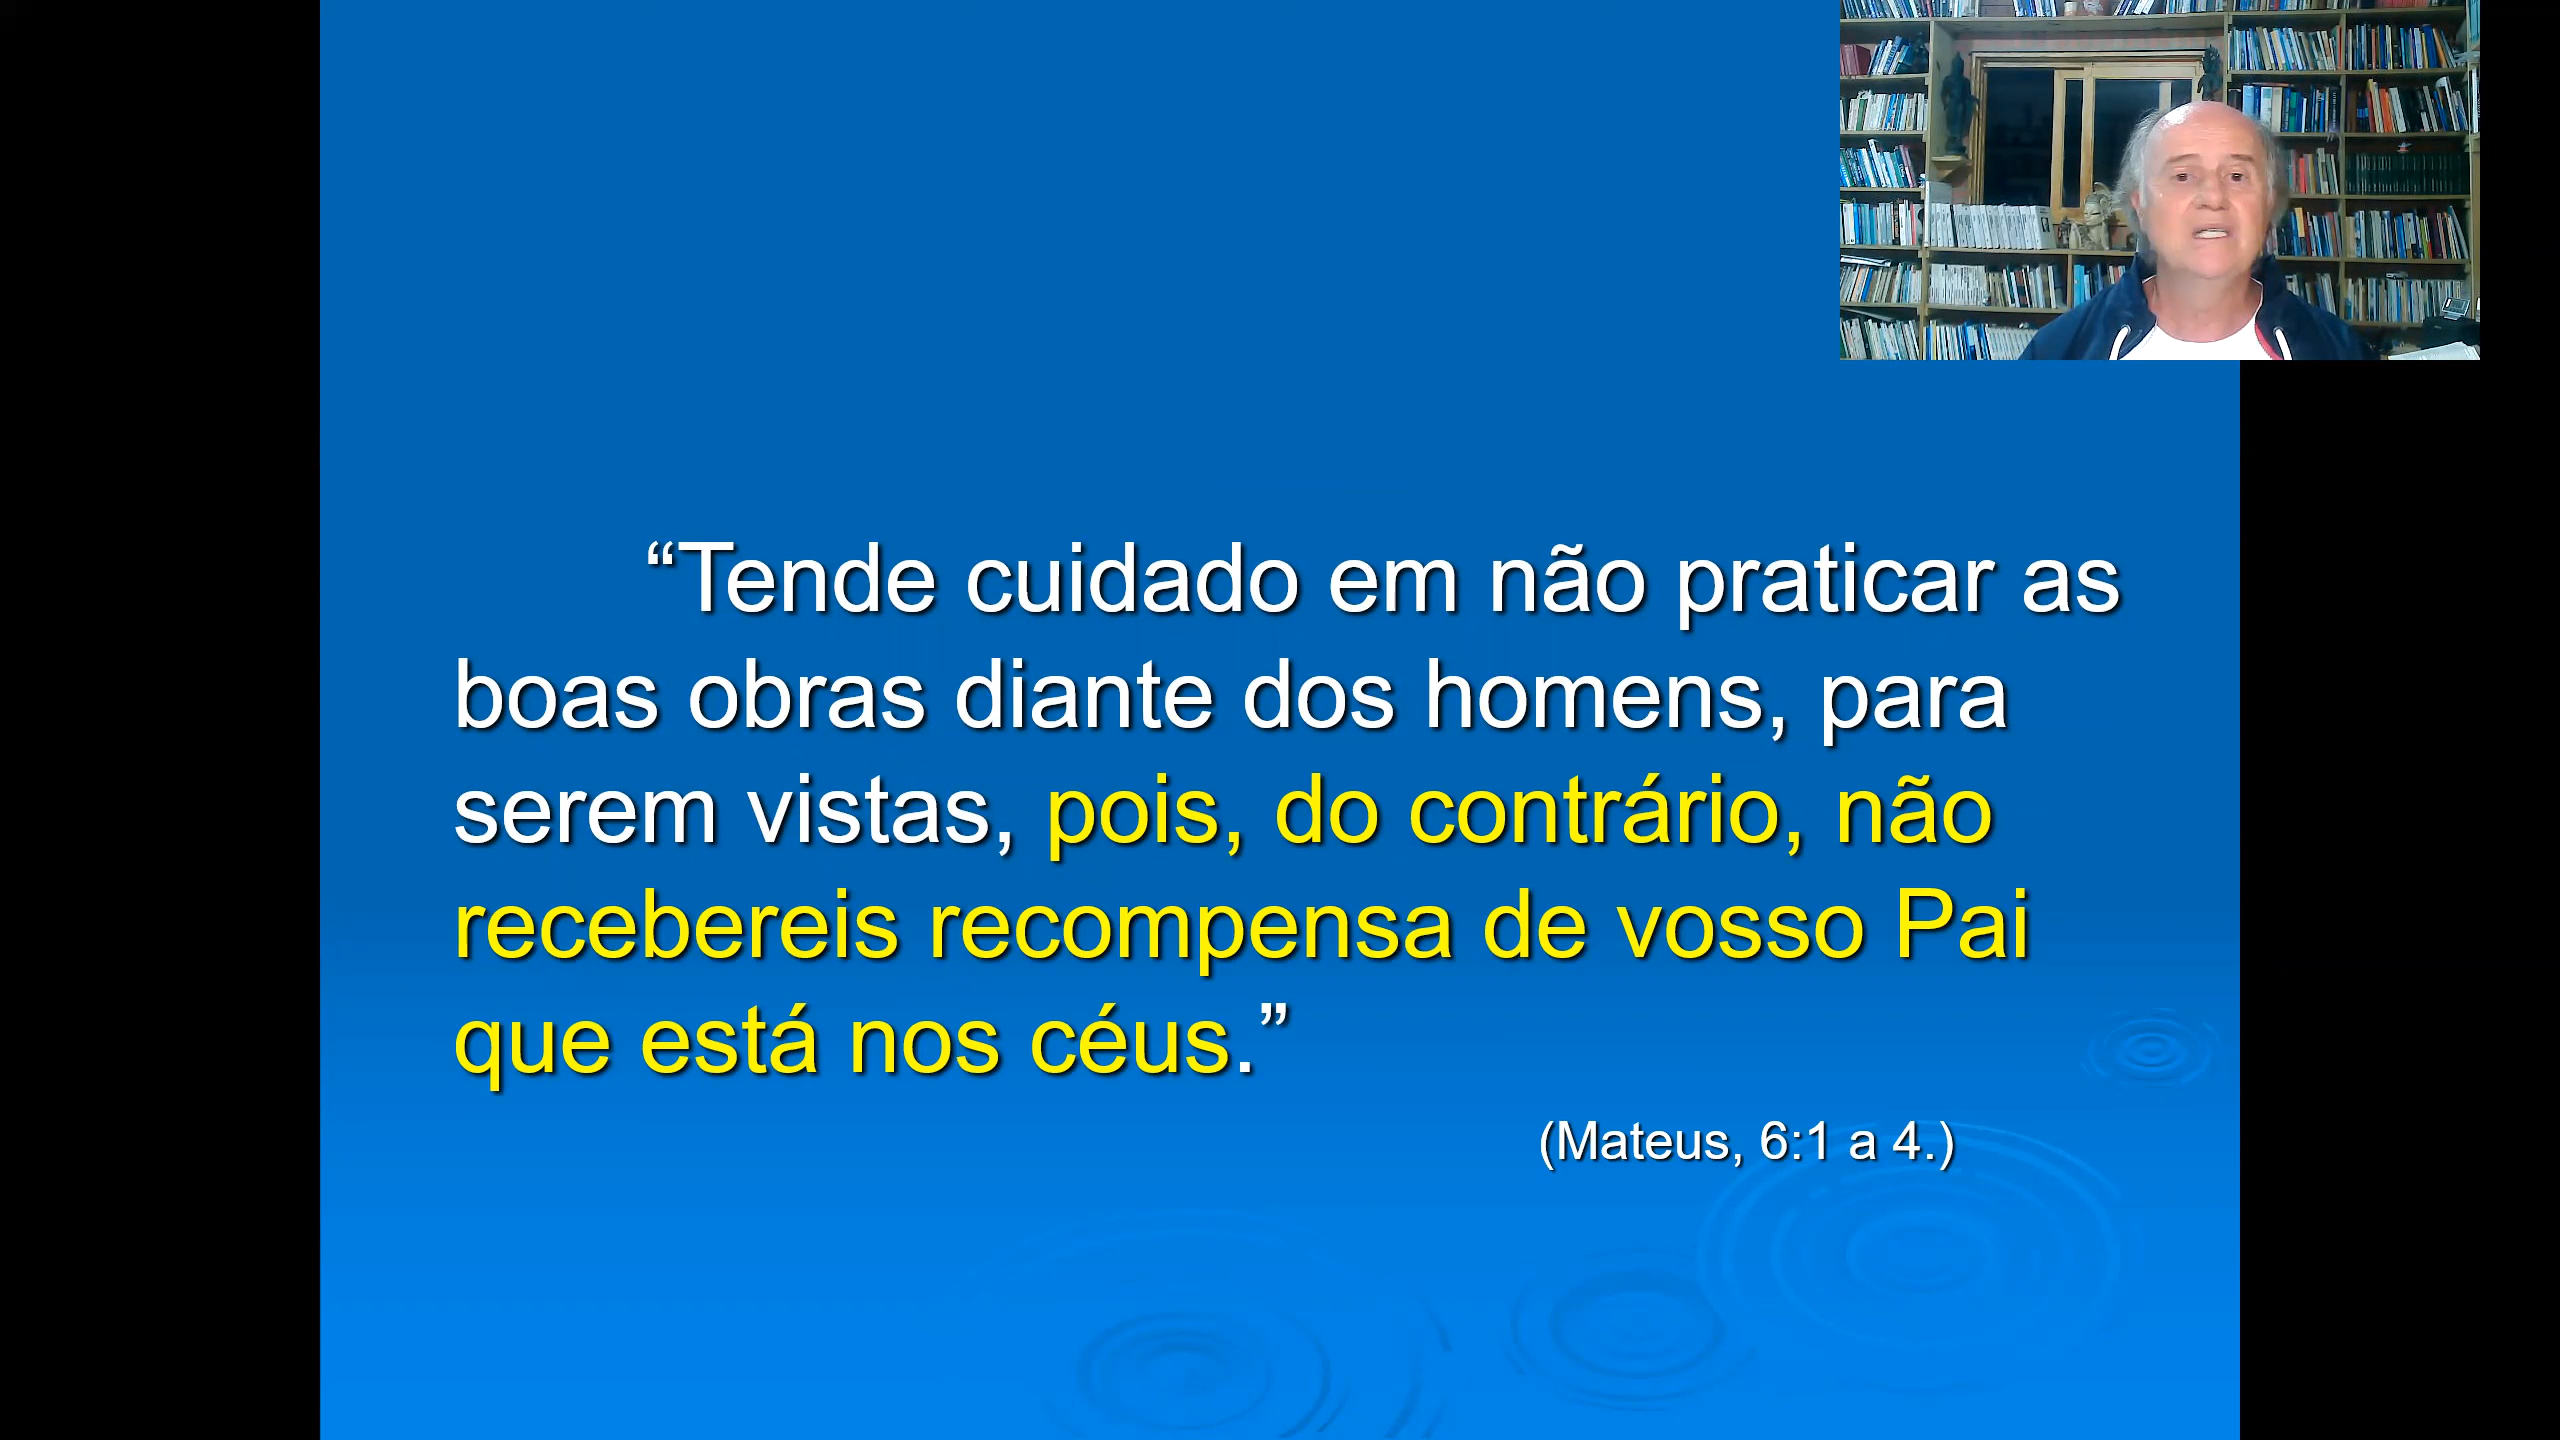 “Tende cuidado em não praticar as
boas obras diante dos homens, para
serem vistas, pois, do contrário, não
recebereis recompensa de vosso Pai
que está nos céus.”
(Mateus, 6:1 a 4.)